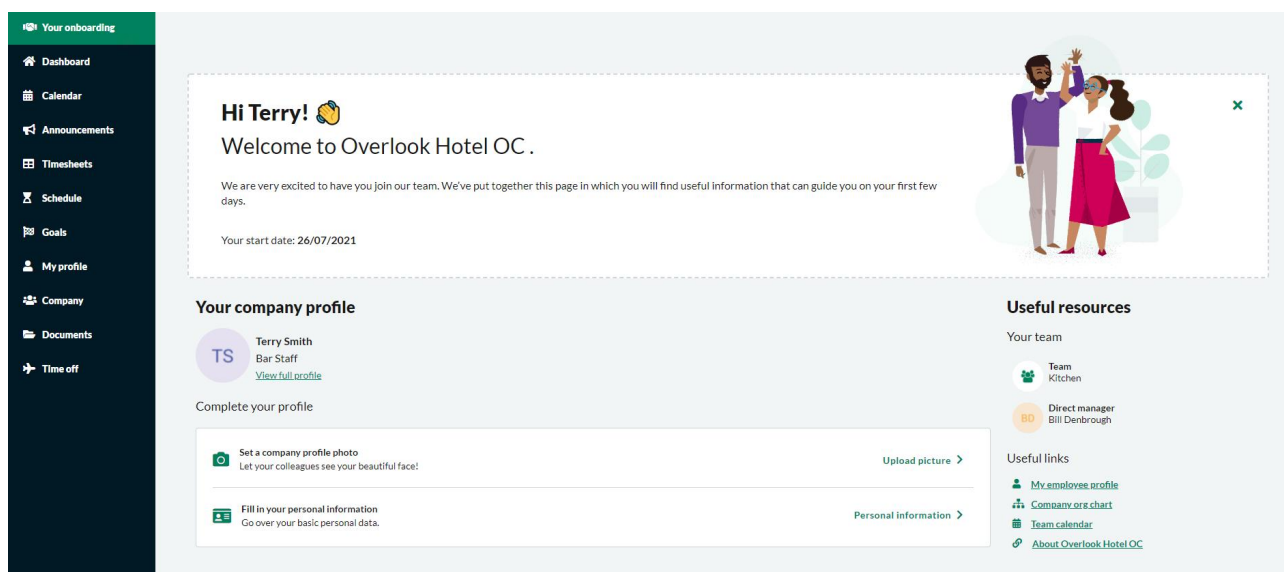 Your onboarding
Dashboard
Calendar
Announcements
Timesheets
Schedule
Goals
My profile
Company
Documents
Time off
Hi Terry!
Welcome to Overlook Hotel OC .
We are very excited to have you join our team. We've put together this page in which you will find useful information that can guide you on your first few
days.
Your start date: 26/07/2021
Your company profile
TS
Terry Smith
Bar Staff
View full profile
Complete your profile
Set a company profile photo
Let your colleagues see your beautiful face!
Upload picture
Fill in your personal information
Go over your basic personal data.
Personal information
Useful resources
Your team
Team
Kitchen
BD
Direct manager
Bill Denbrough
Useful links
My employee profile
Company org chart
Team calendar
About Overlook Hotel OC